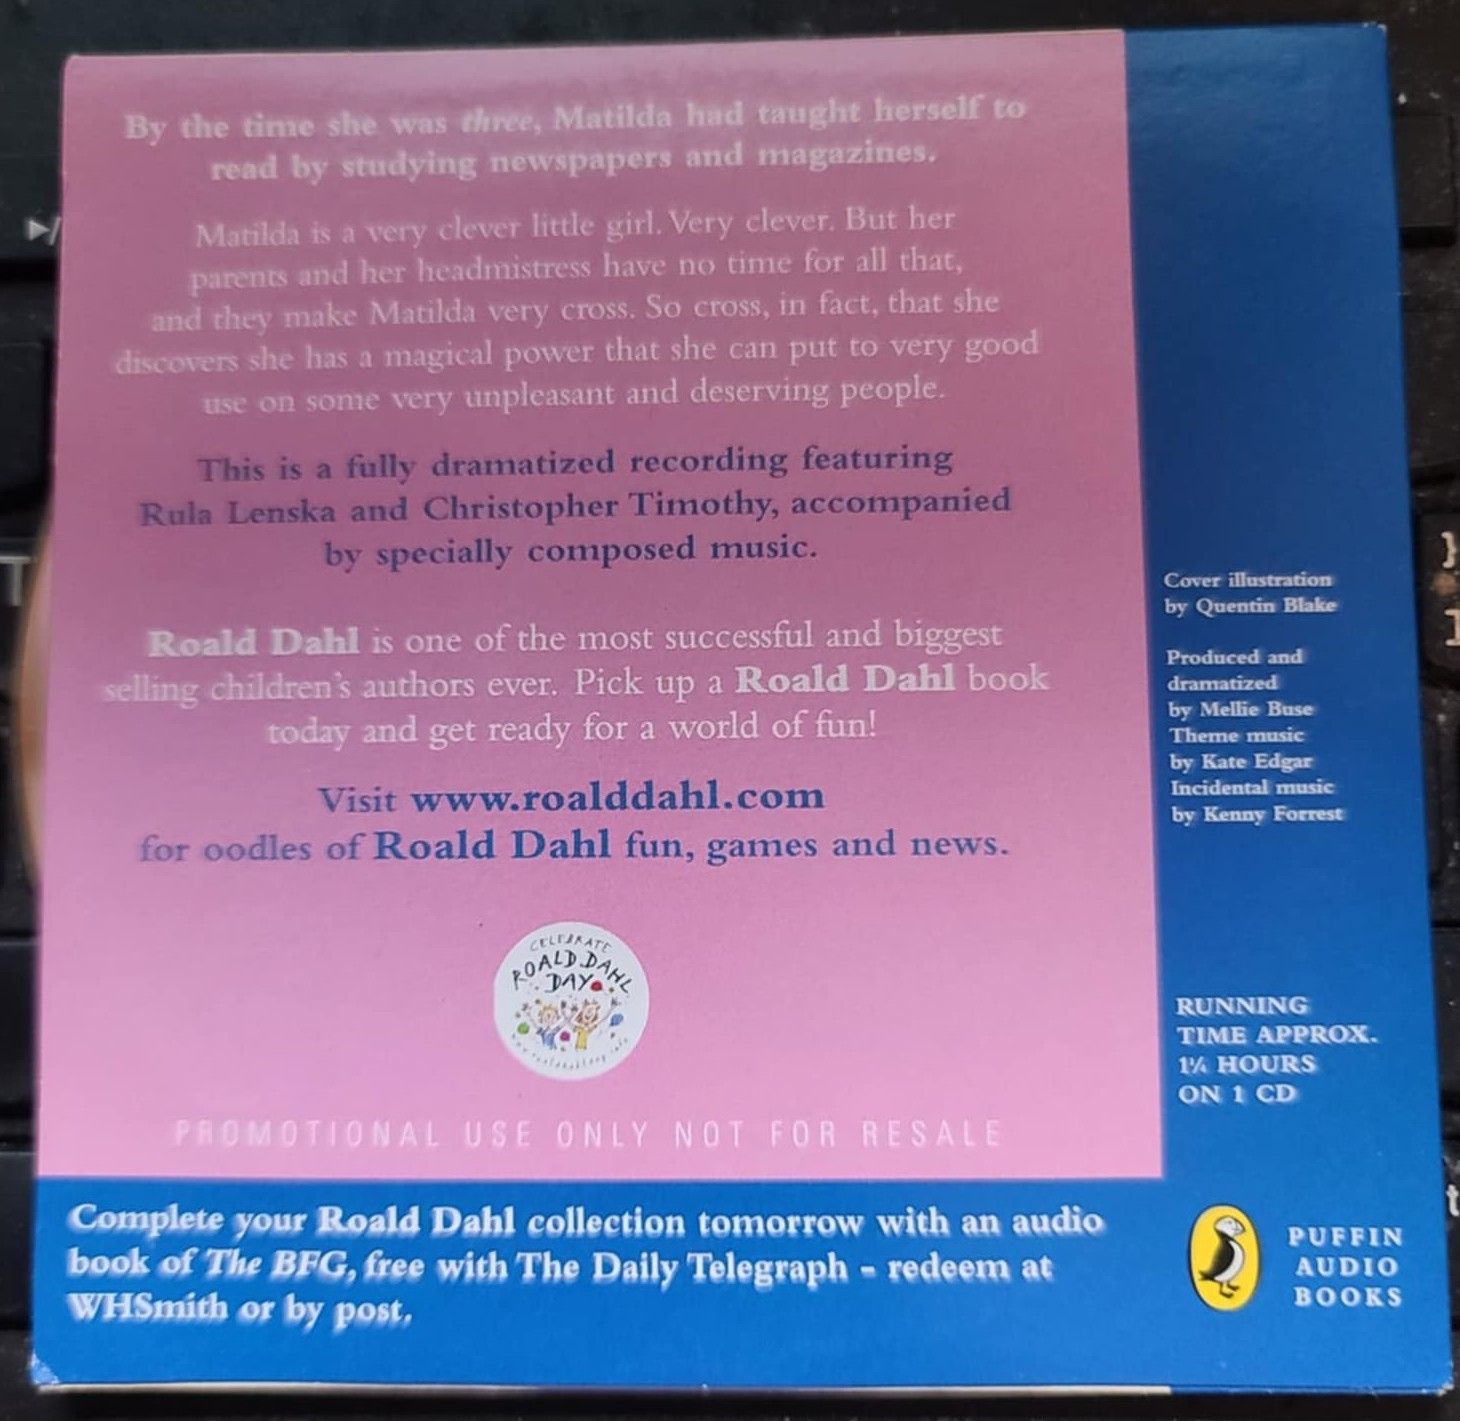 By the time she was three, Matilda had taught herself to
read by studying newspapers and magazines.
Matilda is a very clever little girl. Very clever. But her
parents and her headmistress have no time for all that,
and they make Matilda very cross. So cross, in fact, that she
discovers she has a magical power that she can put to very good
use on some very unpleasant and deserving people.
This is a fully dramatized recording featuring
Rula Lenska and Christopher Timothy, accompanied
by specially composed music.
Roald Dahl is one of the most successful and biggest
selling children's authors ever. Pick up a Roald Dahl book
today and get ready for a world of fun!
Visit www.roalddahl.com
for oodles of Roald Dahl fun, games and news.
CELEBRATE
ROALD DAHL
DAY
PROMOTIONAL USE ONLY NOT FOR RESALE
Complete your Roald Dahl collection tomorrow with an audio
book of The BFG, free with The Daily Telegraph - redeem at
WHSmith or by post.
Cover illustration
by Quentin Blake
Produced and
dramatized
by Mellie Buse
Theme music
by Kate Edgar
Incidental music
by Kenny Forrest
RUNNING
TIME APPROX.
1¼ HOURS
ON 1 CD
PUFFIN
AUDIO
BOOKS